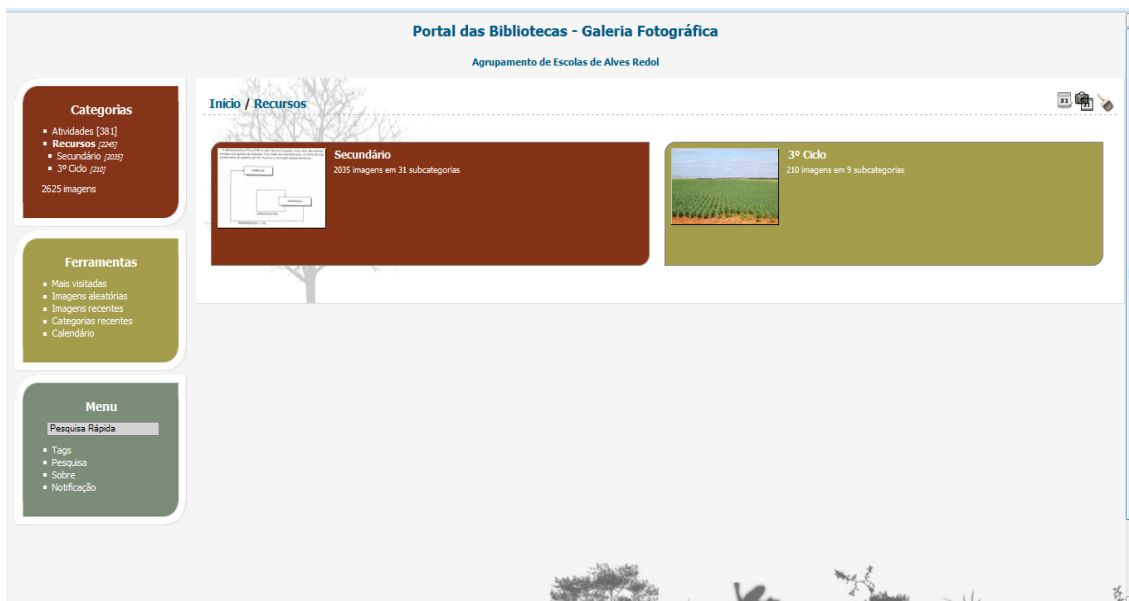 Portal das Bibliotecas - Galeria Fotográfica
Agrupamento de Escolas de Alves Redol
Categorias
Atividades [381]
Recursos [2245]
Secundário [2035]
3º Ciclo [210]
2625 imagens
Ferramentas
Mais visitadas
Imagens aleatórias
Imagens recentes
Categorias recentes
Calendário
Menu
Pesquisa Rápida
Tags
Pesquisa
Sobre
Notificação
Início / Recursos
31
Secundário
2035 imagens em 31 subcategorias
3º Ciclo
210 imagens em 9 subcategorias